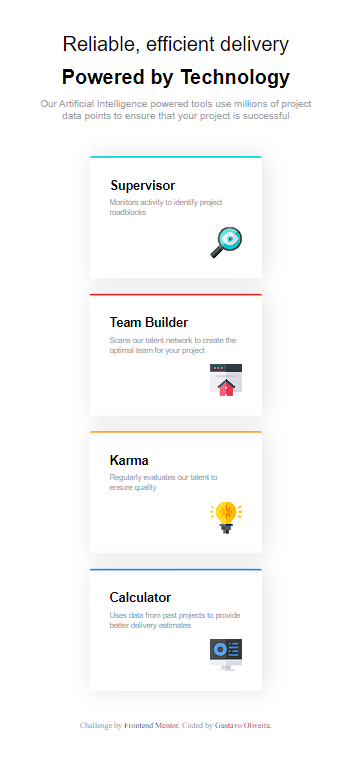 Reliable, efficient delivery
Powered by Technology
Our Artificial Intelligence powered tools use millions of project
data points to ensure that your project is successful
Supervisor
Monitors activity to identify project
roadblocks
Team Builder
Scans our talent network to create the
optimal team for your project
Karma
Regularly evaluates our talent to
ensure quality
Calculator
Uses data from past projects to provide
better delivery estimates
Challenge by Frontend Mentor. Coded by Gustavo Oliveira.